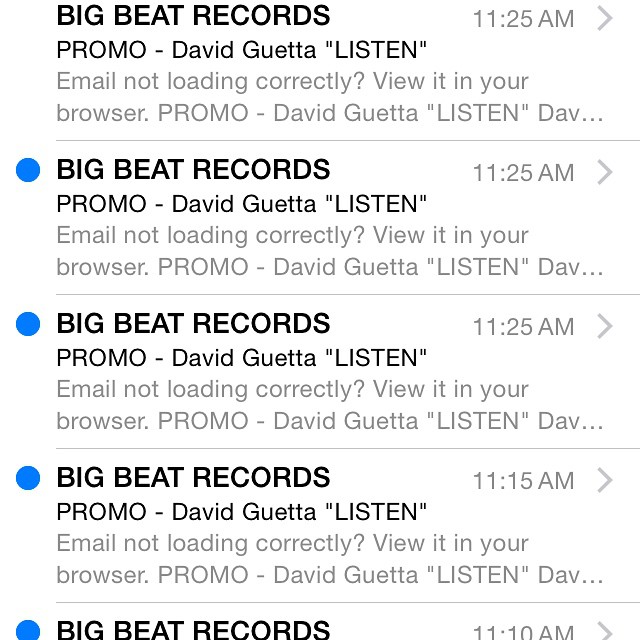 BIG BEAT RECORDS 11:25 AM
PROMO - David Guetta "LISTEN"
Email not loading correctly? View it in your
browser. PROMO - David Guetta "LISTEN" Dav...
BIG BEAT RECORDS 11:25 AM
PROMO - David Guetta "LISTEN"
Email not loading correctly? View it in your
browser. PROMO - David Guetta "LISTEN" Dav...
BIG BEAT RECORDS 11:25 AM
PROMO - David Guetta "LISTEN"
Email not loading correctly? View it in your
browser. PROMO - David Guetta "LISTEN" Dav...
BIG BEAT RECORDS 11:15 AM
PROMO - David Guetta "LISTEN"
Email not loading correctly? View it in your
browser. PROMO - David Guetta "LISTEN" Dav...
BIG BEAT RECORDS 11:10 AM